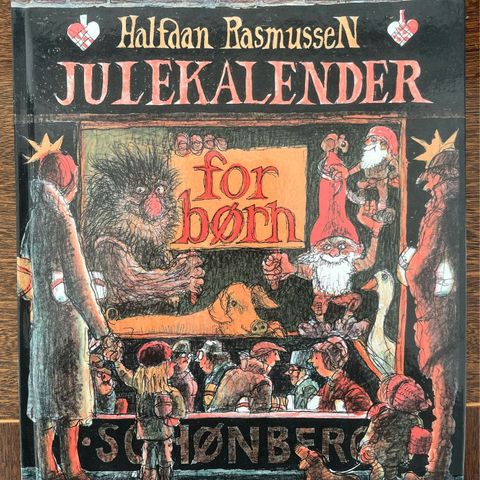 Halfdan Rasmussen
JULEKALENDER
for
børn
·SCHØNBERG